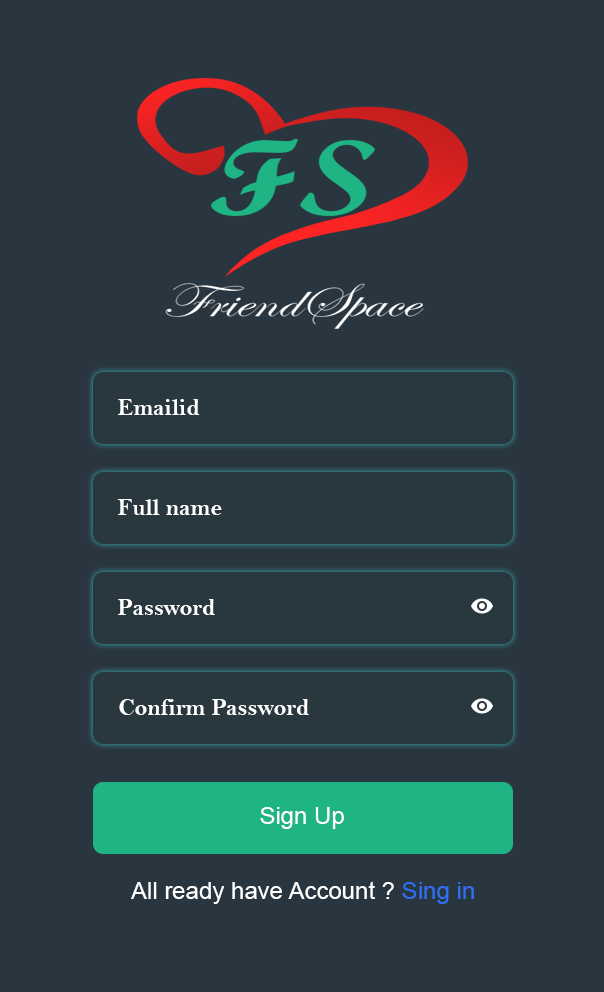 FS
FriendSpace
Emailid
Full name
Password
Confirm Password
Sign Up
All ready have Account ? Sing in